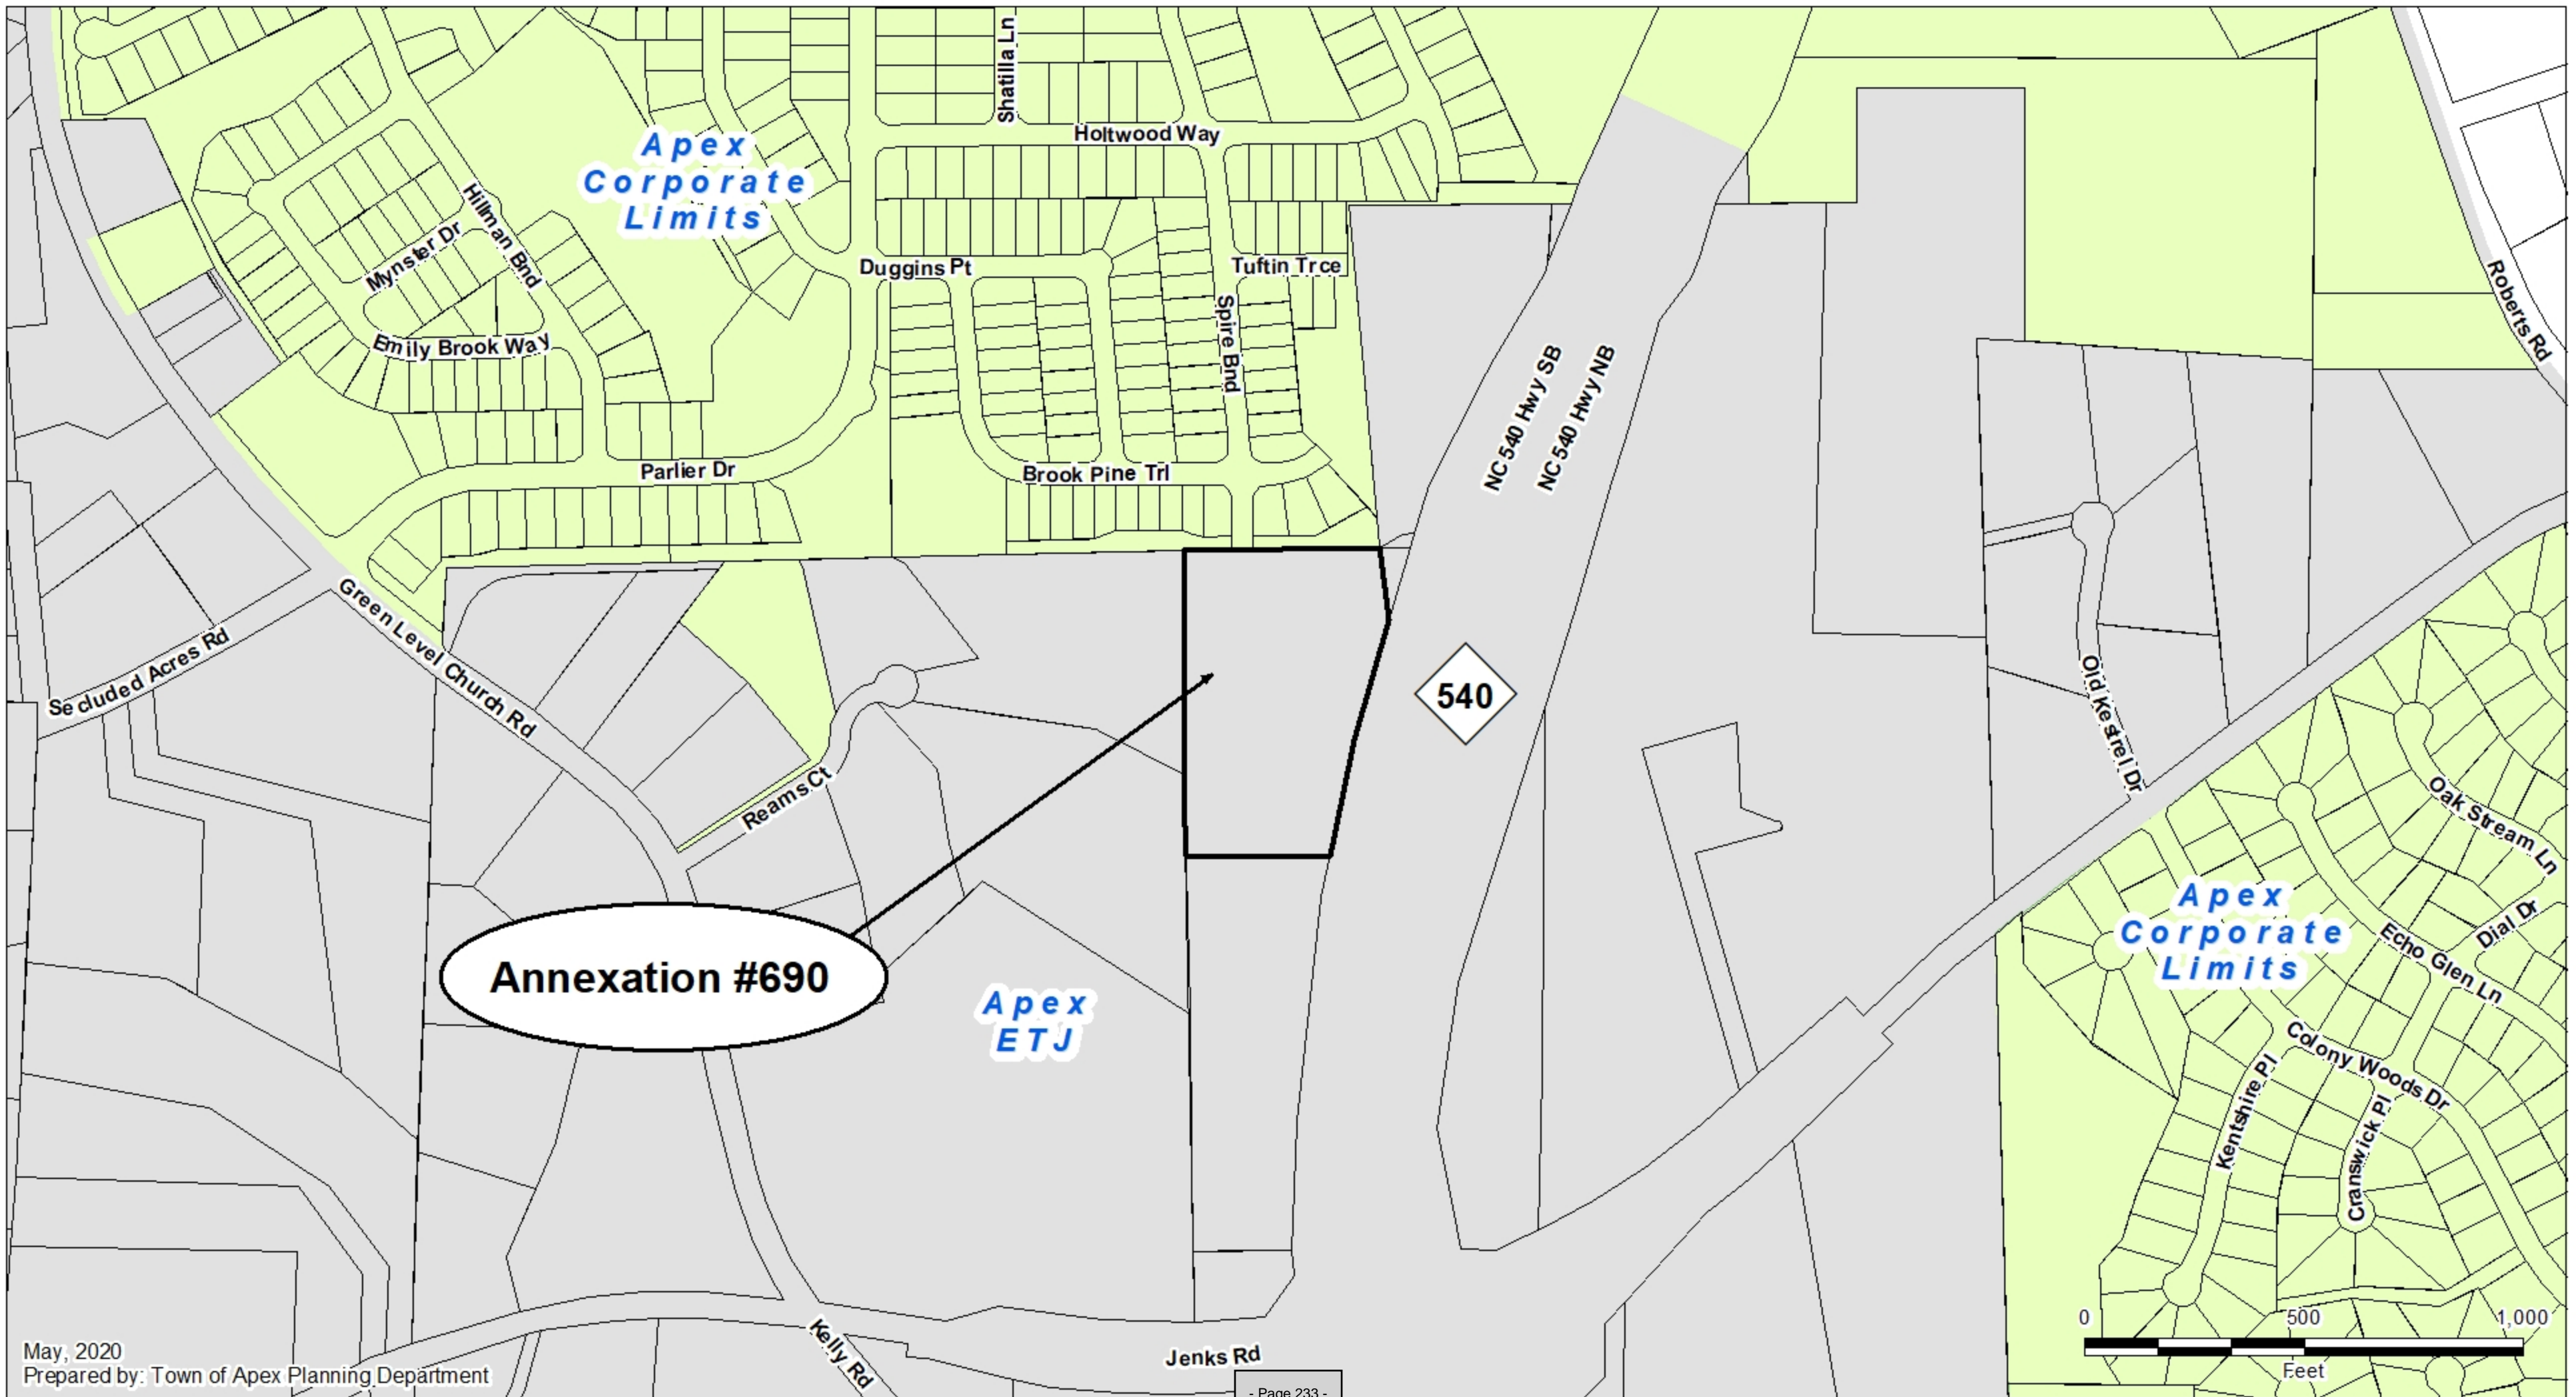 Shatilla Ln
Holtwood Way
Apex
Corporate
Limits
Hillman Bnd
Mynster Dr
Duggins Pt
Tuftin Trce
Spire Bnd
Emily Brook Way
Roberts Rd
NC 540 Hwy SB
NC 540 Hwy NB
Parlier Dr
Brook Pine Trl
Green Level Church Rd
Secluded Acres Rd
540
Old Kestrel Dr
Reams Ct
Oak Stream Ln
Apex
Corporate
Limits
Dial Dr
Echo Glen Ln
Annexation #690
Apex
ETJ
Colony Woods Dr
Kentshire Pl
Cranswick Pl
0 500 1,000
Feet
Kelly Rd
Jenks Rd
May, 2020
Prepared by: Town of Apex Planning Department
- Page 233 -